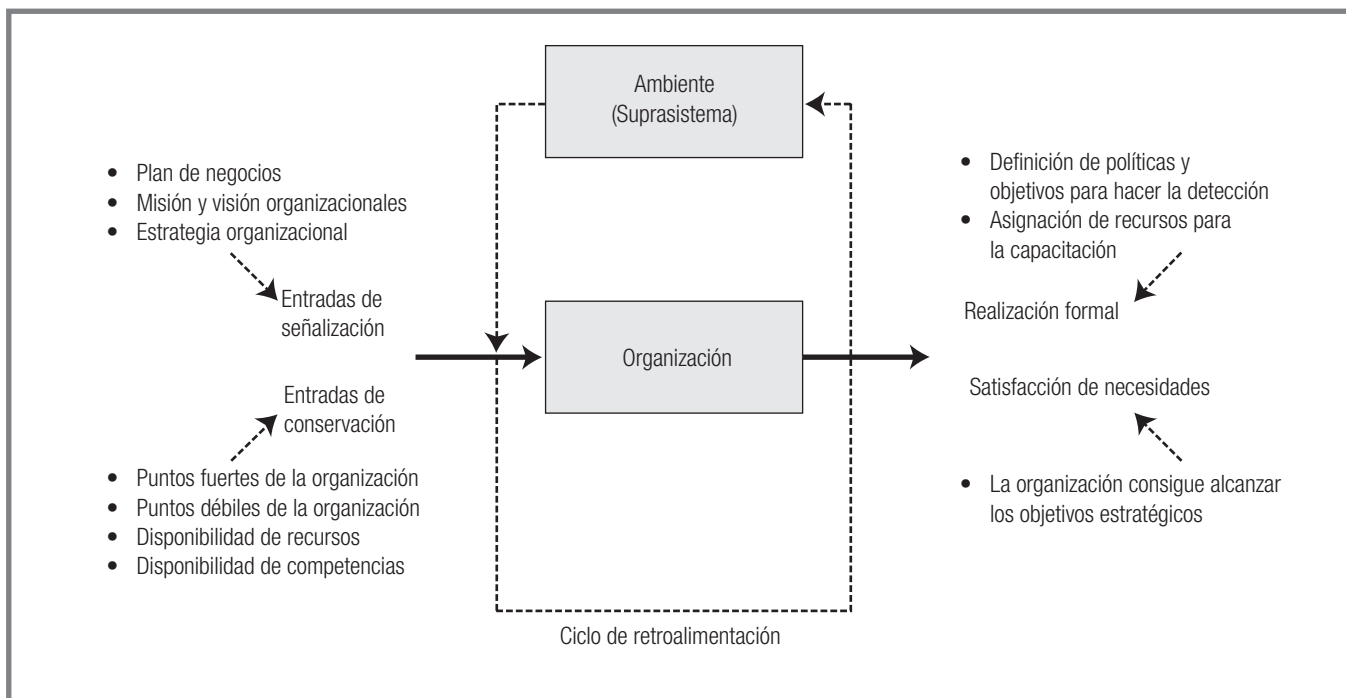 Ambiente
(Suprasistema)
• Plan de negocios
• Misión y visión organizacionales
• Estrategia organizacional
Entradas de
señalización
Entradas de
conservación
• Puntos fuertes de la organización
• Puntos débiles de la organización
• Disponibilidad de recursos
• Disponibilidad de competencias
Organización
• Definición de políticas y
objetivos para hacer la detección
• Asignación de recursos para
la capacitación
Realización formal
Satisfacción de necesidades
• La organización consigue alcanzar
los objetivos estratégicos
Ciclo de retroalimentación